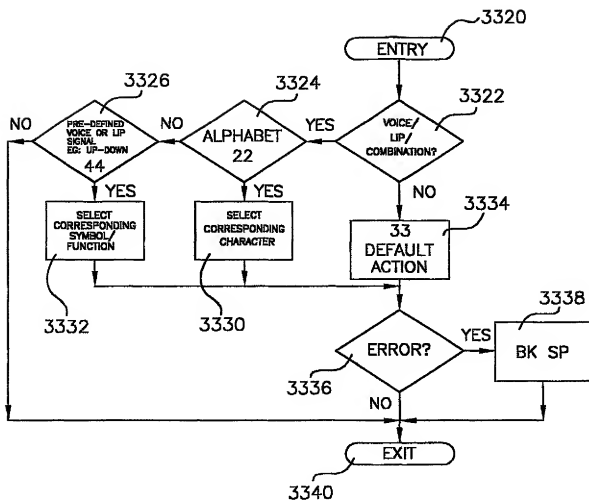 3320
ENTRY
3326
3324
3322
NO
PRE-DEFINED
VOICE OR LIP
SIGNAL
EG: UP-DOWN
44
NO
ALPHABET
22
YES
VOICE/
LIP/
COMBINATION?
YES
YES
NO
SELECT
CORRESPONDING
SYMBOL/
FUNCTION
SELECT
CORRESPONDING
CHARACTER
33
DEFAULT
ACTION
3334
3332
3330
3338
ERROR?
YES
BK SP
3336
NO
EXIT
3340